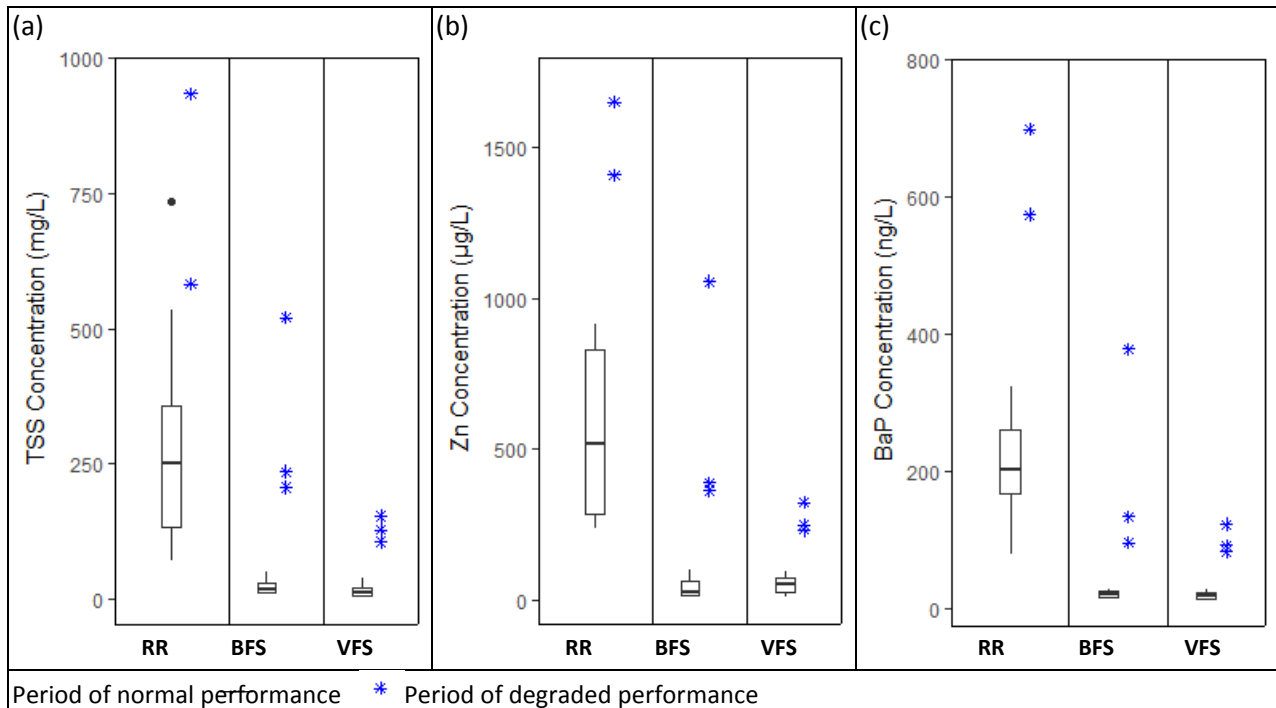 (a)
(b)
(c)
TSS Concentration (mg/L)
1000
750
500
250
0
RR BFS VFS
Zn Concentration (µg/L)
1500
1000
500
0
RR BFS VFS
BaP Concentration (ng/L)
800
600
400
200
0
RR BFS VFS
Period of normal performance
Period of degraded performance